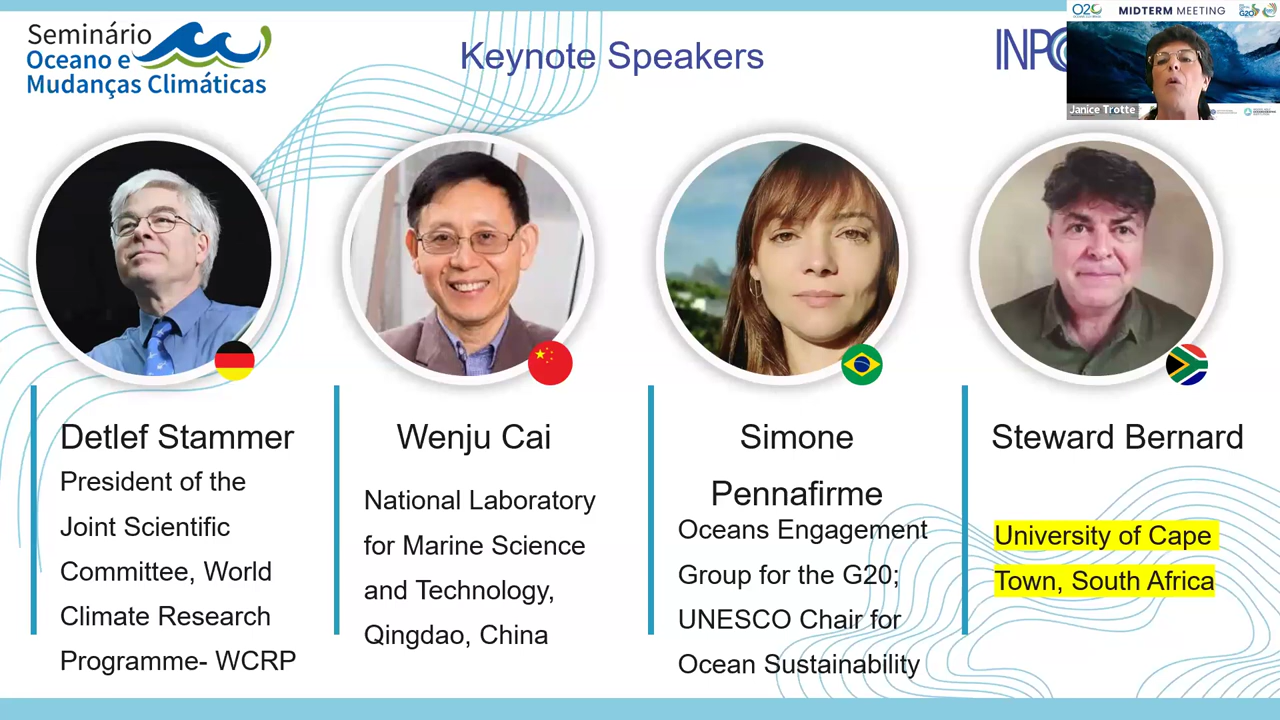 Seminário
Oceano e
Mudanças Climáticas
Keynote Speakers
INPO
O20
MIDTERM MEETING
G20
Janice Trotte
Detlef Stammer
President of the
Joint Scientific
Committee, World
Climate Research
Programme- WCRP
Wenju Cai
National Laboratory
for Marine Science
and Technology,
Qingdao, China
Simone
Pennafirme
Oceans Engagement
Group for the G20;
UNESCO Chair for
Ocean Sustainability
Steward Bernard
University of Cape
Town, South Africa